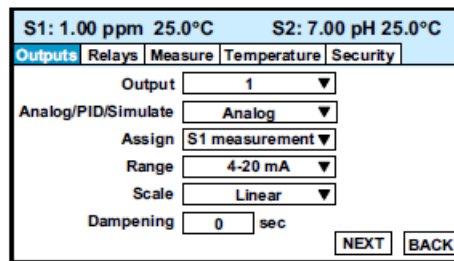 S1: 1.00 ppm 25.0°C S2: 7.00 pH 25.0°C
Outputs Relays Measure Temperature Security
Output 1 ▼
Analog/PID/Simulate Analog ▼
Assign S1 measurement ▼
Range 4-20 mA ▼
Scale Linear ▼
Dampening 0 sec
NEXT BACK